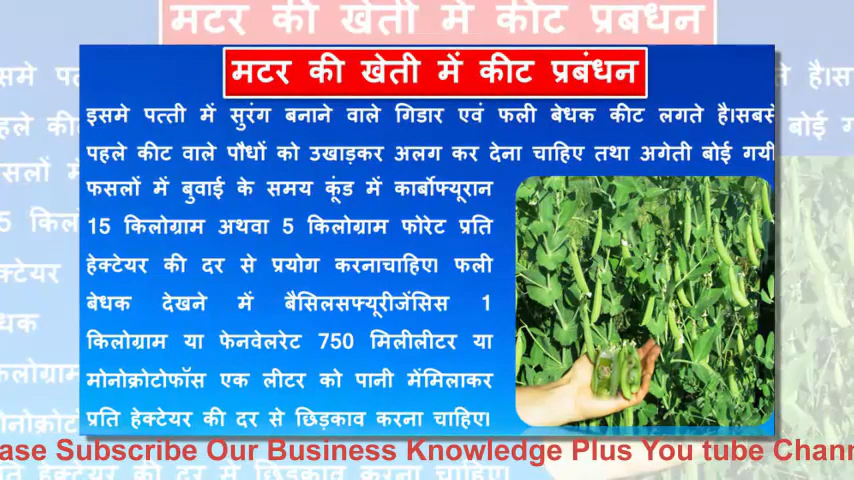 मटर की खेती में कीट प्रबंधन
इसमे पत्ती में सुरंग बनाने वाले गिडार एवं फली बेधक कीट लगते है।सबसे
पहले कीट वाले पौधों को उखाड़कर अलग कर देना चाहिए तथा अगेती बोई गयी
फसलों में बुवाई के समय कूंड में कार्बोफ्यूरान
15 किलोग्राम अथवा 5 किलोग्राम फोरेट प्रति
हेक्टेयर की दर से प्रयोग करनाचाहिए। फली
बेधक देखने में बैसिलसफ्यूरीजेंसिस 1
किलोग्राम या फेनवेलरेट 750 मिलीलीटर या
मोनोक्रोटोफॉस एक लीटर को पानी मेंमिलाकर
प्रति हेक्टेयर की दर से छिड़काव करना चाहिए।
ase Subscribe Our Business Knowledge Plus You tube Chann